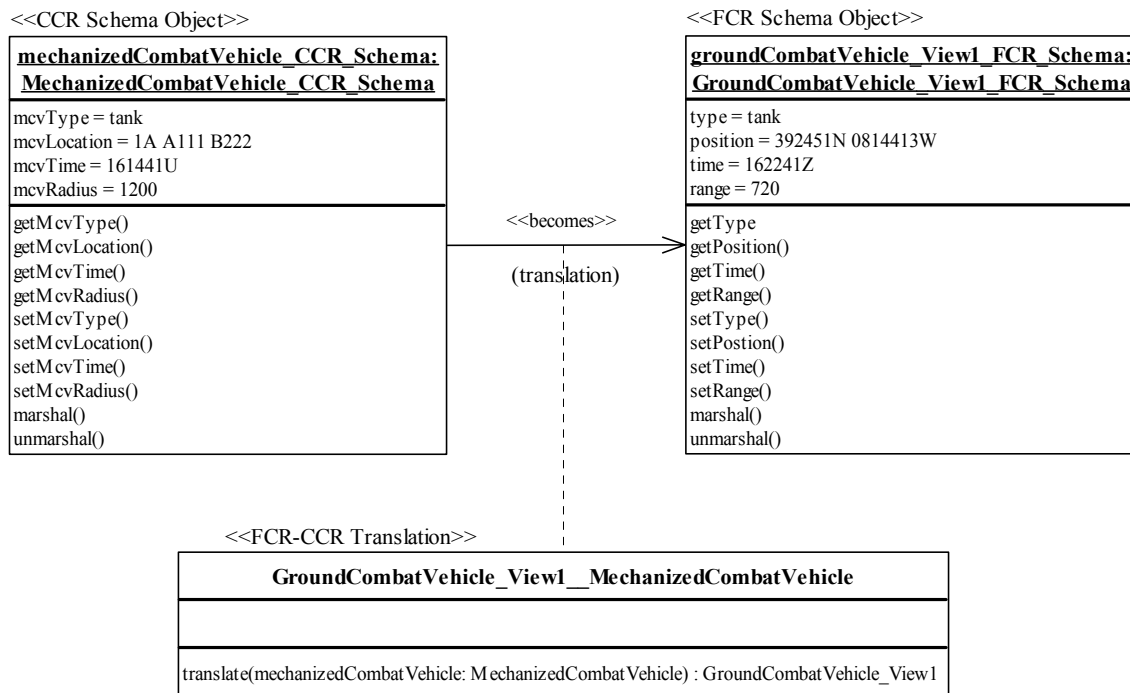 <<CCR Schema Object>>
mechanizedCombatVehicle_CCR_Schema:
MechanizedCombatVehicle_CCR_Schema
mcvType = tank
mcvLocation = 1A A111 B222
mcvTime = 161441U
mcvRadius = 1200
getMcvType()
getMcvLocation()
getMcvTime()
getMcvRadius()
setMcvType()
setMcvLocation()
setMcvTime()
setMcvRadius()
marshal()
unmarshal()
<<becomes>>
(translation)
<<FCR Schema Object>>
groundCombatVehicle_View1_FCR_Schema:
GroundCombatVehicle_View1_FCR_Schema
type = tank
position = 392451N 0814413W
time = 162241Z
range = 720
getType
getPosition()
getTime()
getRange()
setType()
setPostion()
setTime()
setRange()
marshal()
unmarshal()
<<FCR-CCR Translation>>
GroundCombatVehicle_View1__MechanizedCombatVehicle
translate(mechanizedCombatVehicle: MechanizedCombatVehicle) : GroundCombatVehicle_View1